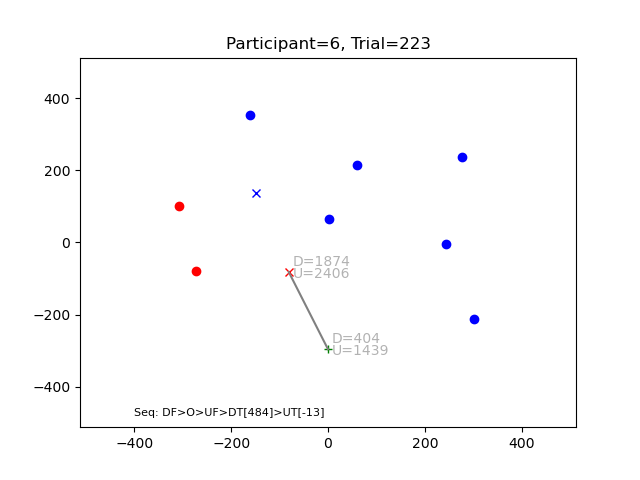 Participant=6, Trial=223
400
200
0
−200
−400
D=1874
U=2406
D=404
U=1439
Seq: DF>O>UF>DT[484]>UT[-13]
−400 −200 0 200 400